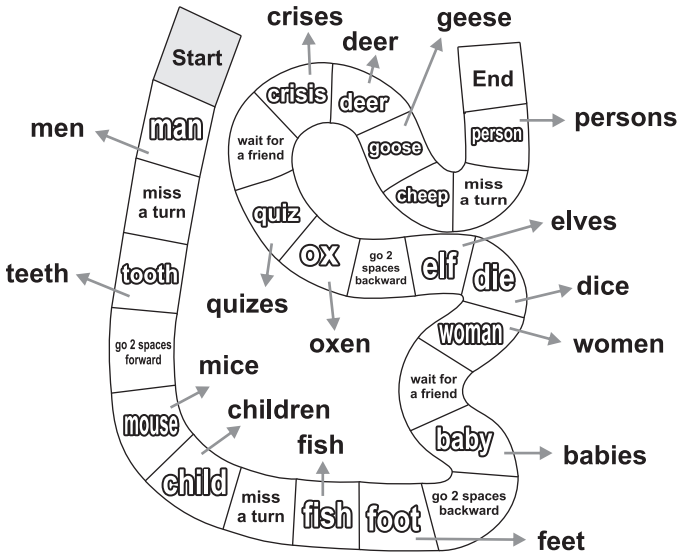 Start
man
men
miss
a turn
tooth
teeth
go 2 spaces
forward
mouse
mice
child
children
miss
a turn
fish
fish
foot
feet
go 2 spaces
backward
baby
babies
wait for
a friend
woman
women
die
dice
elf
elves
go 2
spaces
backward
ox
oxen
quiz
quizes
wait for
a friend
crisis
crises
deer
deer
goose
geese
cheep
miss
a turn
person
persons
End